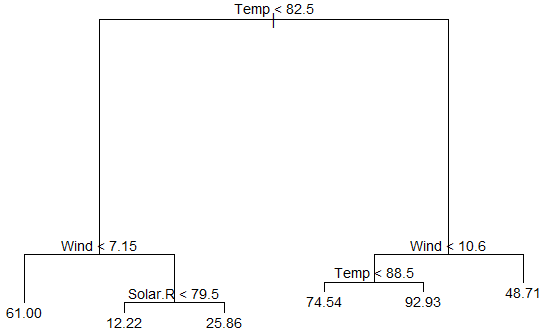 Temp < 82.5
Wind < 7.15
Wind < 10.6
Temp < 88.5
Solar.R < 79.5
61.00
12.22
25.86
74.54
92.93
48.71